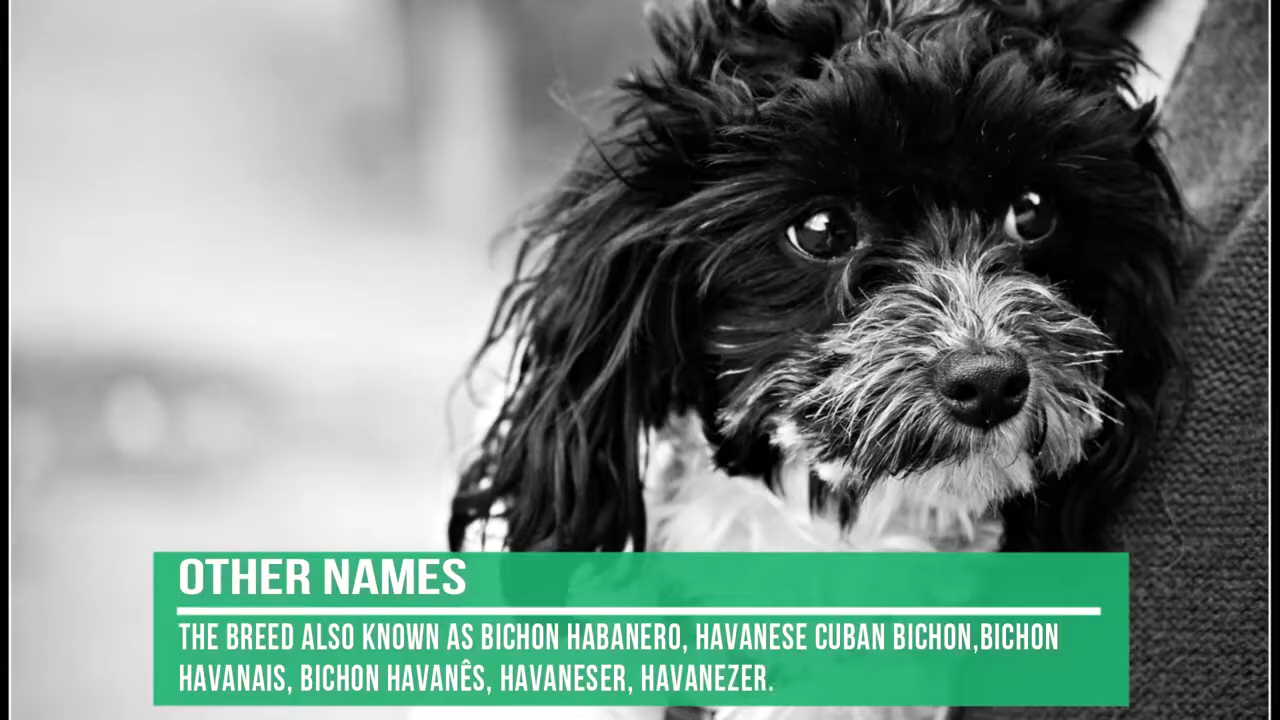 OTHER NAMES
THE BREED ALSO KNOWN AS BICHON HABANERO, HAVANESE CUBAN BICHON,BICHON
HAVANAIS, BICHON HAVANÊS, HAVANESER, HAVANEZER.